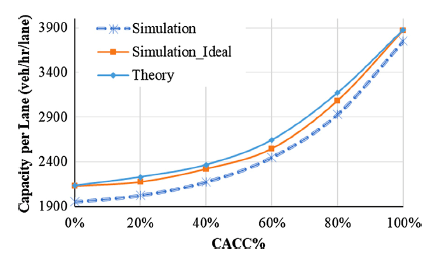 Simulation
Simulation_Ideal
Theory
Capacity per Lane (veh/hr/lane)
3900
3400
2900
2400
1900
0% 20% 40% 60% 80% 100%
CACC%